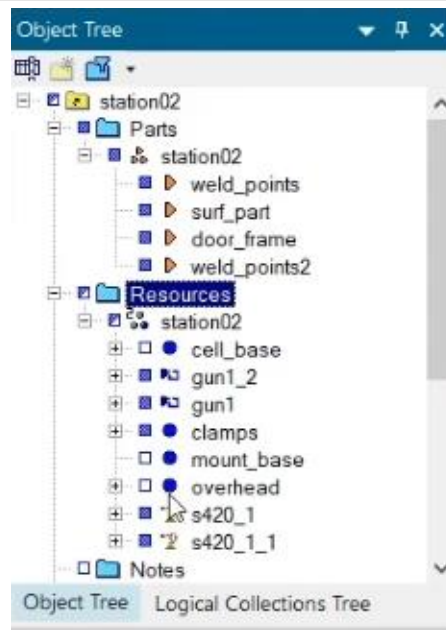 Object Tree
station02
Parts
station02
weld_points
surf_part
door_frame
weld_points2
Resources
station02
cell_base
gun1_2
gun1
clamps
mount_base
overhead
s420_1
s420_1_1
Notes
Object Tree Logical Collections Tree